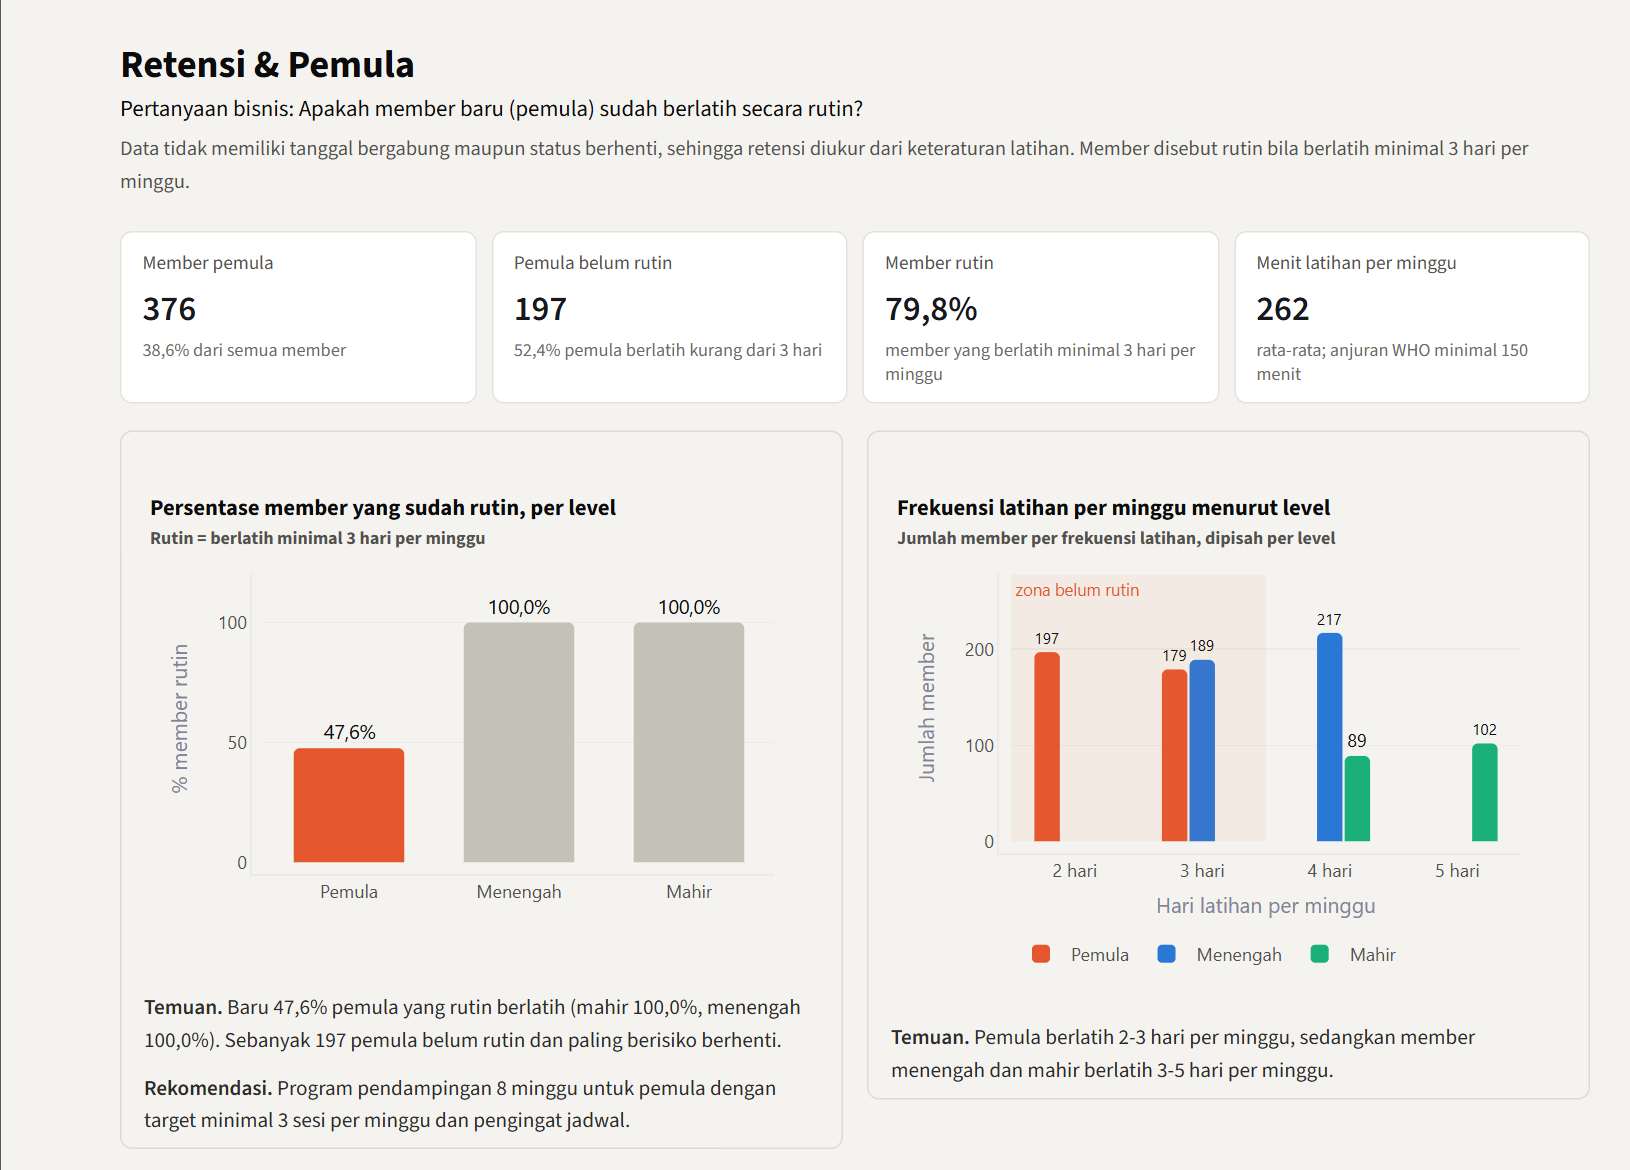 Retensi & Pemula
Pertanyaan bisnis: Apakah member baru (pemula) sudah berlatih secara rutin?
Data tidak memiliki tanggal bergabung maupun status berhenti, sehingga retensi diukur dari keteraturan latihan. Member disebut rutin bila berlatih minimal 3 hari per
minggu.
Member pemula
376
38,6% dari semua member
Pemula belum rutin
197
52,4% pemula berlatih kurang dari 3 hari
Member rutin
79,8%
member yang berlatih minimal 3 hari per
minggu
Menit latihan per minggu
262
rata-rata; anjuran WHO minimal 150
menit
Persentase member yang sudah rutin, per level
Rutin = berlatih minimal 3 hari per minggu
% member rutin
100
50
0
47,6%
100,0%
100,0%
Pemula
Menengah
Mahir
Temuan. Baru 47,6% pemula yang rutin berlatih (mahir 100,0%, menengah
100,0%). Sebanyak 197 pemula belum rutin dan paling berisiko berhenti.
Rekomendasi. Program pendampingan 8 minggu untuk pemula dengan
target minimal 3 sesi per minggu dan pengingat jadwal.
Frekuensi latihan per minggu menurut level
Jumlah member per frekuensi latihan, dipisah per level
zona belum rutin
Jumlah member
200
100
0
197
179
189
217
89
102
2 hari
3 hari
4 hari
5 hari
Hari latihan per minggu
Pemula
Menengah
Mahir
Temuan. Pemula berlatih 2-3 hari per minggu, sedangkan member
menengah dan mahir berlatih 3-5 hari per minggu.